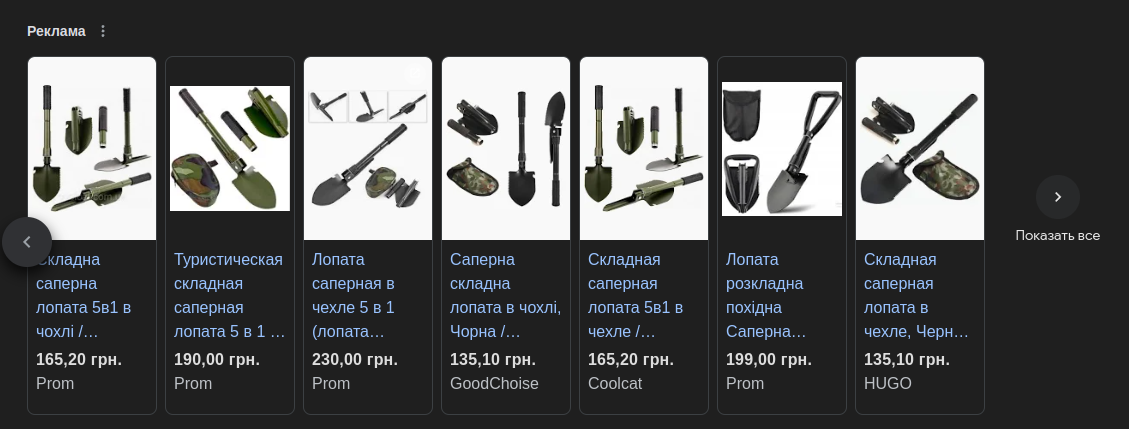 Реклама
Складна
саперна
лопата 5в1 в
чохлі /…
165,20 грн.
Prom
Туристическая
складная
саперная
лопата 5 в 1 …
190,00 грн.
Prom
Лопата
саперная в
чехле 5 в 1
(лопата…
230,00 грн.
Prom
Саперна
складна
лопата в чохлі,
Чорна /…
135,10 грн.
GoodChoise
Складная
саперная
лопата 5в1 в
чехле /…
165,20 грн.
Coolcat
Лопата
розкладна
похідна
Саперна…
199,00 грн.
Prom
Складная
саперная
лопата в
чехле, Черн…
135,10 грн.
HUGO
Показать все